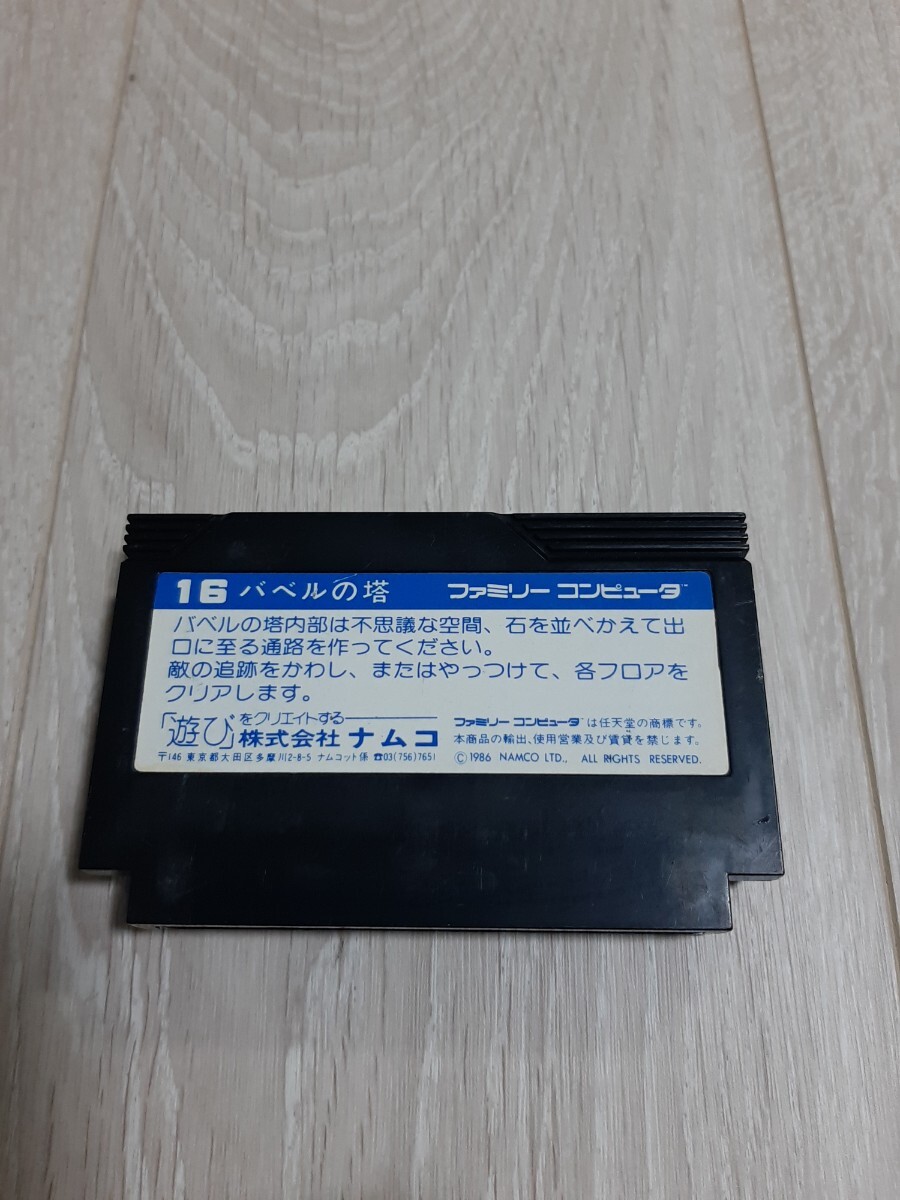 16 バベルの塔 ファミリー コンピュータ™
バベルの塔内部は不思議な空間、石を並べかえて出
口に至る通路を作ってください。
敵の追跡をかわし、またはやっつけて、各フロアを
クリアします。
「遊び」をクリエイトする
株式会社 ナムコ
〒146 東京都大田区多摩川2-8-5 ナムコット係 ☎03(756)7651
ファミリー コンピュータ™は任天堂の商標です。
本商品の輸出、使用営業及び賃貸を禁じます。
©1986 NAMCO LTD., ALL RIGHTS RESERVED.